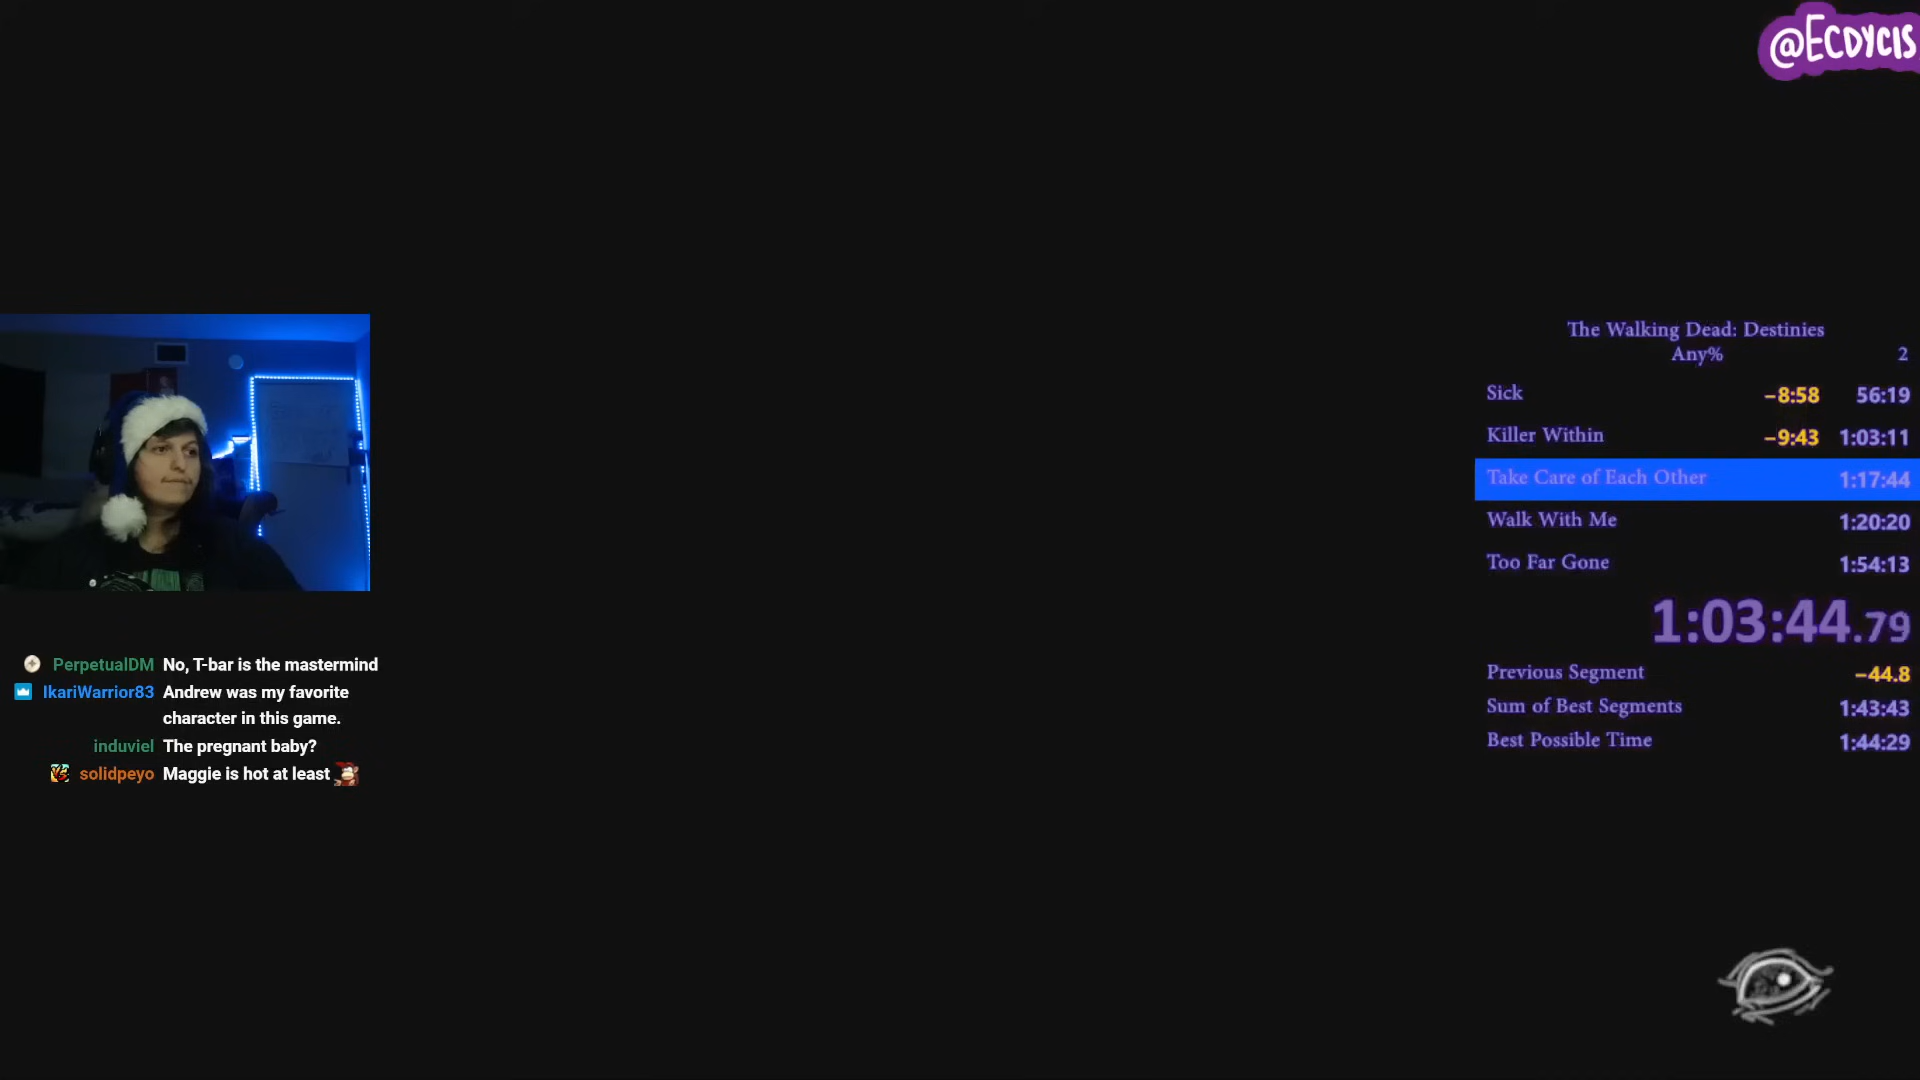 @ECDYCIS
The Walking Dead: Destinies
Any% 2
Sick -8:58 56:19
Killer Within -9:43 1:03:11
Take Care of Each Other 1:17:44
Walk With Me 1:20:20
Too Far Gone 1:54:13
1:03:44.79
Previous Segment -44.8
Sum of Best Segments 1:43:43
Best Possible Time 1:44:29
PerpetualDM No, T-bar is the mastermind
IkariWarrior83 Andrew was my favorite
character in this game.
induviel The pregnant baby?
solidpeyo Maggie is hot at least